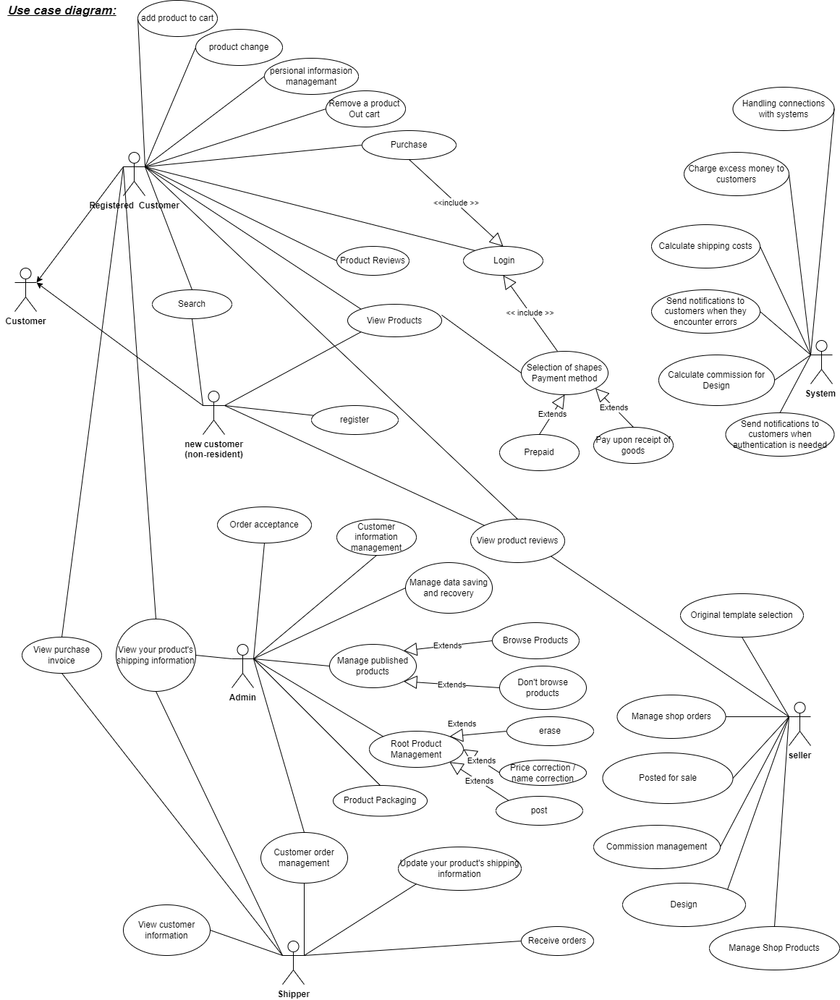 Use case diagram:
add product to cart
product change
persional informasion
managemant
Remove a product
Out cart
Purchase
Handling connections
with systems
Charge excess money to
customers
Registered  Customer
<<include >>
Calculate shipping costs
Product Reviews
Login
Customer
Search
View Products
<< include >>
Send notifications to
customers when they
encounter errors
Selection of shapes
Payment method
Calculate commission for
Design
System
Extends
Extends
register
new customer
(non-resident)
Prepaid
Pay upon receipt of
goods
Send notifications to
customers when
authentication is needed
Order acceptance
Customer
information
management
View product reviews
Manage data saving
and recovery
Original template selection
View purchase
invoice
View your product's
shipping information
Admin
Manage published
products
Extends
Browse Products
Extends
Don't browse
products
Manage shop orders
seller
Root Product
Management
Extends
erase
Extends
Price correction /
name correction
Extends
post
Posted for sale
Product Packaging
Commission management
Customer order
management
Update your product's shipping
information
Design
View customer
information
Receive orders
Manage Shop Products
Shipper